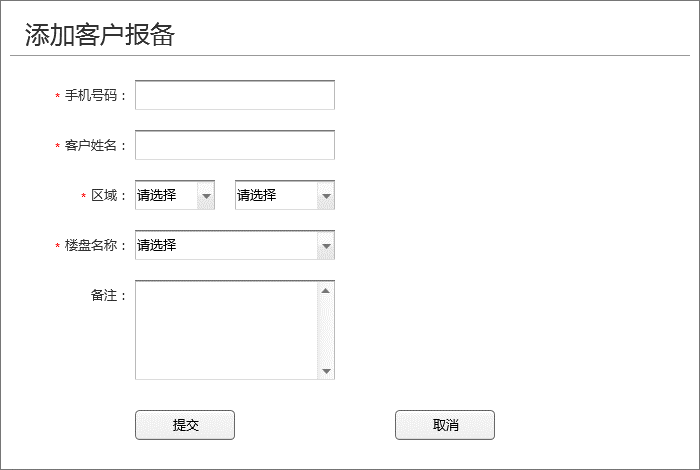 添加客户报备
* 手机号码：
* 客户姓名：
* 区域： 请选择 请选择
* 楼盘名称： 请选择
备注：
提交 取消